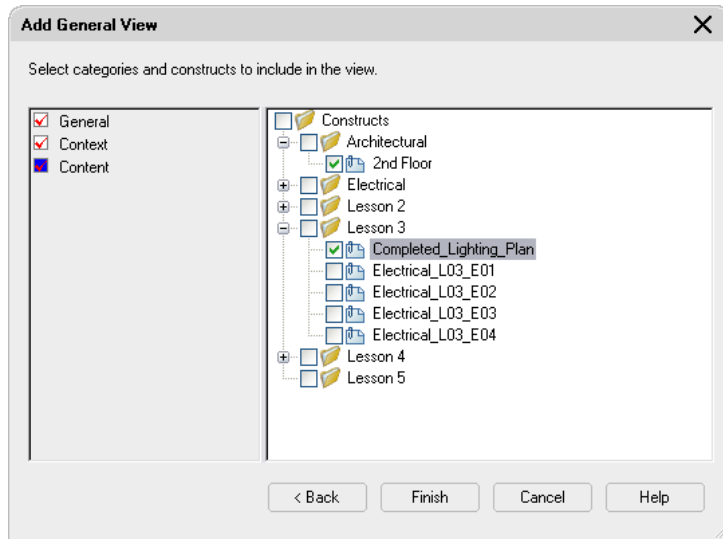 Add General View
Select categories and constructs to include in the view.
General
Context
Content
Constructs
Architectural
2nd Floor
Electrical
Lesson 2
Lesson 3
Completed_Lighting_Plan
Electrical_L03_E01
Electrical_L03_E02
Electrical_L03_E03
Electrical_L03_E04
Lesson 4
Lesson 5
< Back Finish Cancel Help